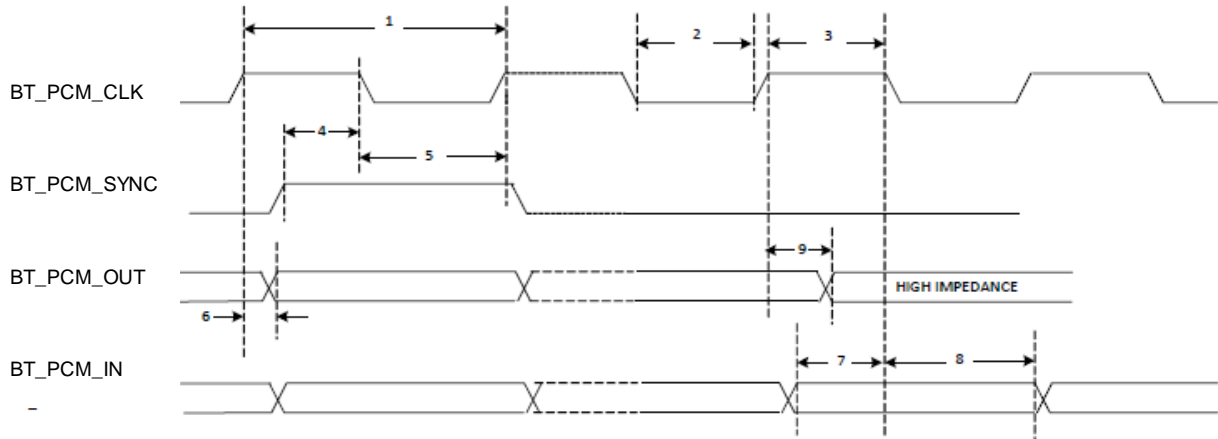 1
2
3
BT_PCM_CLK
4
5
BT_PCM_SYNC
9
BT_PCM_OUT
HIGH IMPEDANCE
6
7
8
BT_PCM_IN